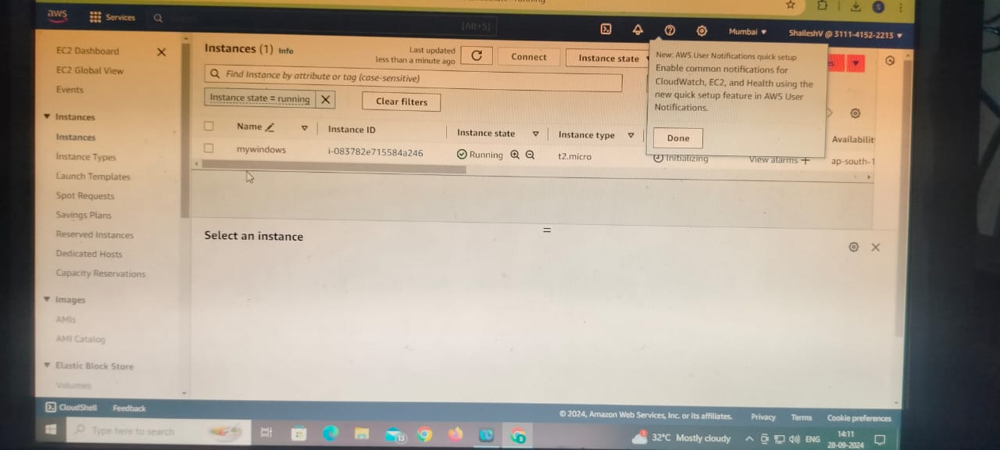 aws
Services
[Alt+S]
Mumbai
ShaileshV @ 3111-4152-2213
S
EC2 Dashboard
EC2 Global View
Events
Instances
Instances
Instance Types
Launch Templates
Spot Requests
Savings Plans
Reserved Instances
Dedicated Hosts
Capacity Reservations
Images
AMIs
AMI Catalog
Elastic Block Store
Volumes
Instances (1) Info
Last updated
less than a minute ago
Connect
Instance state
Find Instance by attribute or tag (case-sensitive)
Instance state = running
Clear filters
New: AWS User Notifications quick setup
Enable common notifications for
CloudWatch, EC2, and Health using the
new quick setup feature in AWS User
Notifications.
Done
Name
Instance ID
Instance state
Instance type
Availabilit
mywindows
i-083782e715584a246
Running
t2.micro
Initializing
View alarms +
ap-south-1
Select an instance
CloudShell Feedback
© 2024, Amazon Web Services, Inc. or its affiliates. Privacy Terms Cookie preferences
Type here to search
13
32°C Mostly cloudy
ENG
14:11
28-09-2024